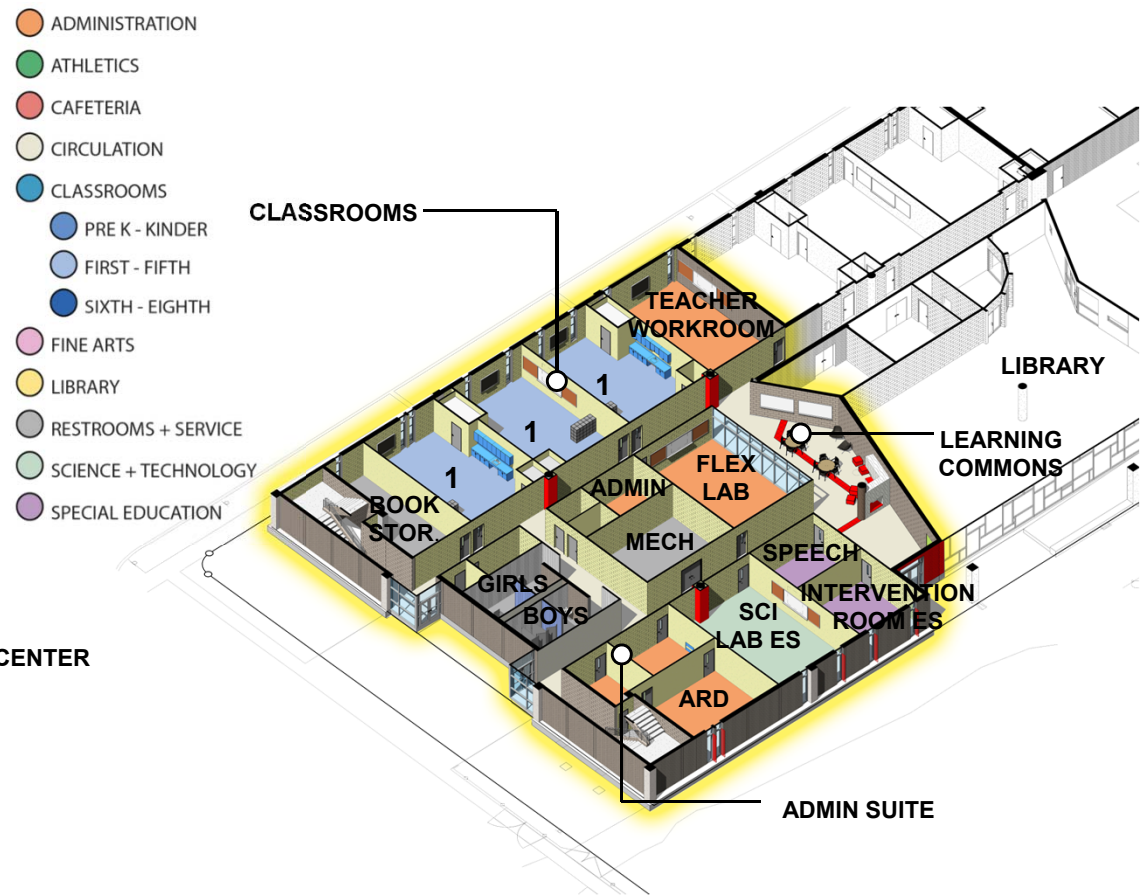 ADMINISTRATION
ATHLETICS
CAFETERIA
CIRCULATION
CLASSROOMS
PRE K - KINDER
FIRST - FIFTH
SIXTH - EIGHTH
FINE ARTS
LIBRARY
RESTROOMS + SERVICE
SCIENCE + TECHNOLOGY
SPECIAL EDUCATION
CLASSROOMS
TEACHER
WORKROOM
1
1
1
BOOK
STOR.
LIBRARY
LEARNING
COMMONS
FLEX
LAB
ADMIN
MECH
SPEECH
INTERVENTION
ROOM ES
GIRLS
BOYS
SCI
LAB ES
ARD
CENTER
ADMIN SUITE